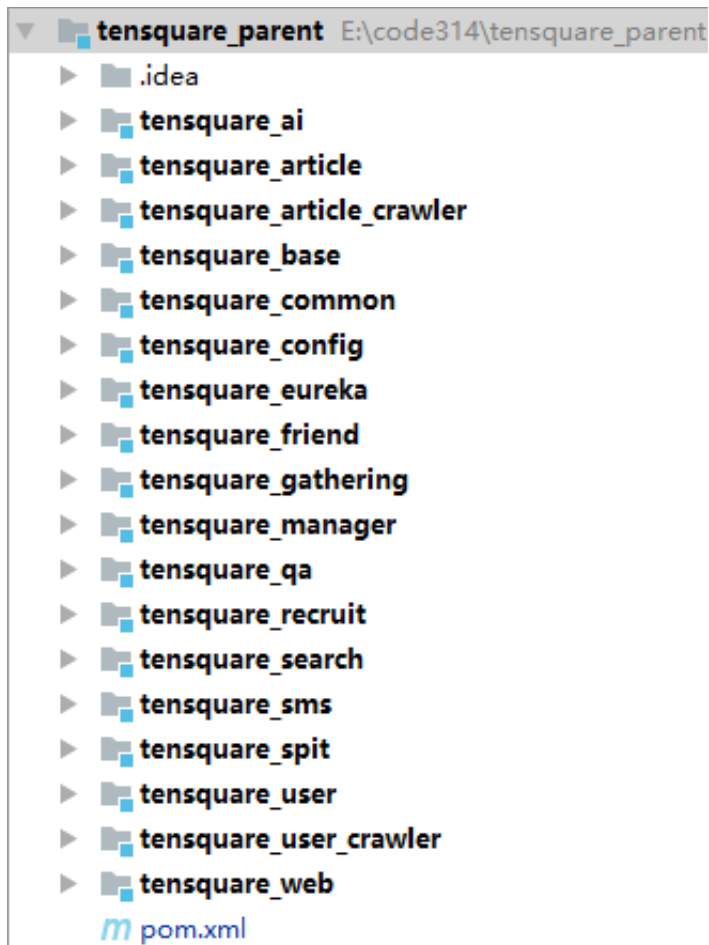 tensquare_parent E:\code314\tensquare_parent
.idea
tensquare_ai
tensquare_article
tensquare_article_crawler
tensquare_base
tensquare_common
tensquare_config
tensquare_eureka
tensquare_friend
tensquare_gathering
tensquare_manager
tensquare_qa
tensquare_recruit
tensquare_search
tensquare_sms
tensquare_spit
tensquare_user
tensquare_user_crawler
tensquare_web
m pom.xml